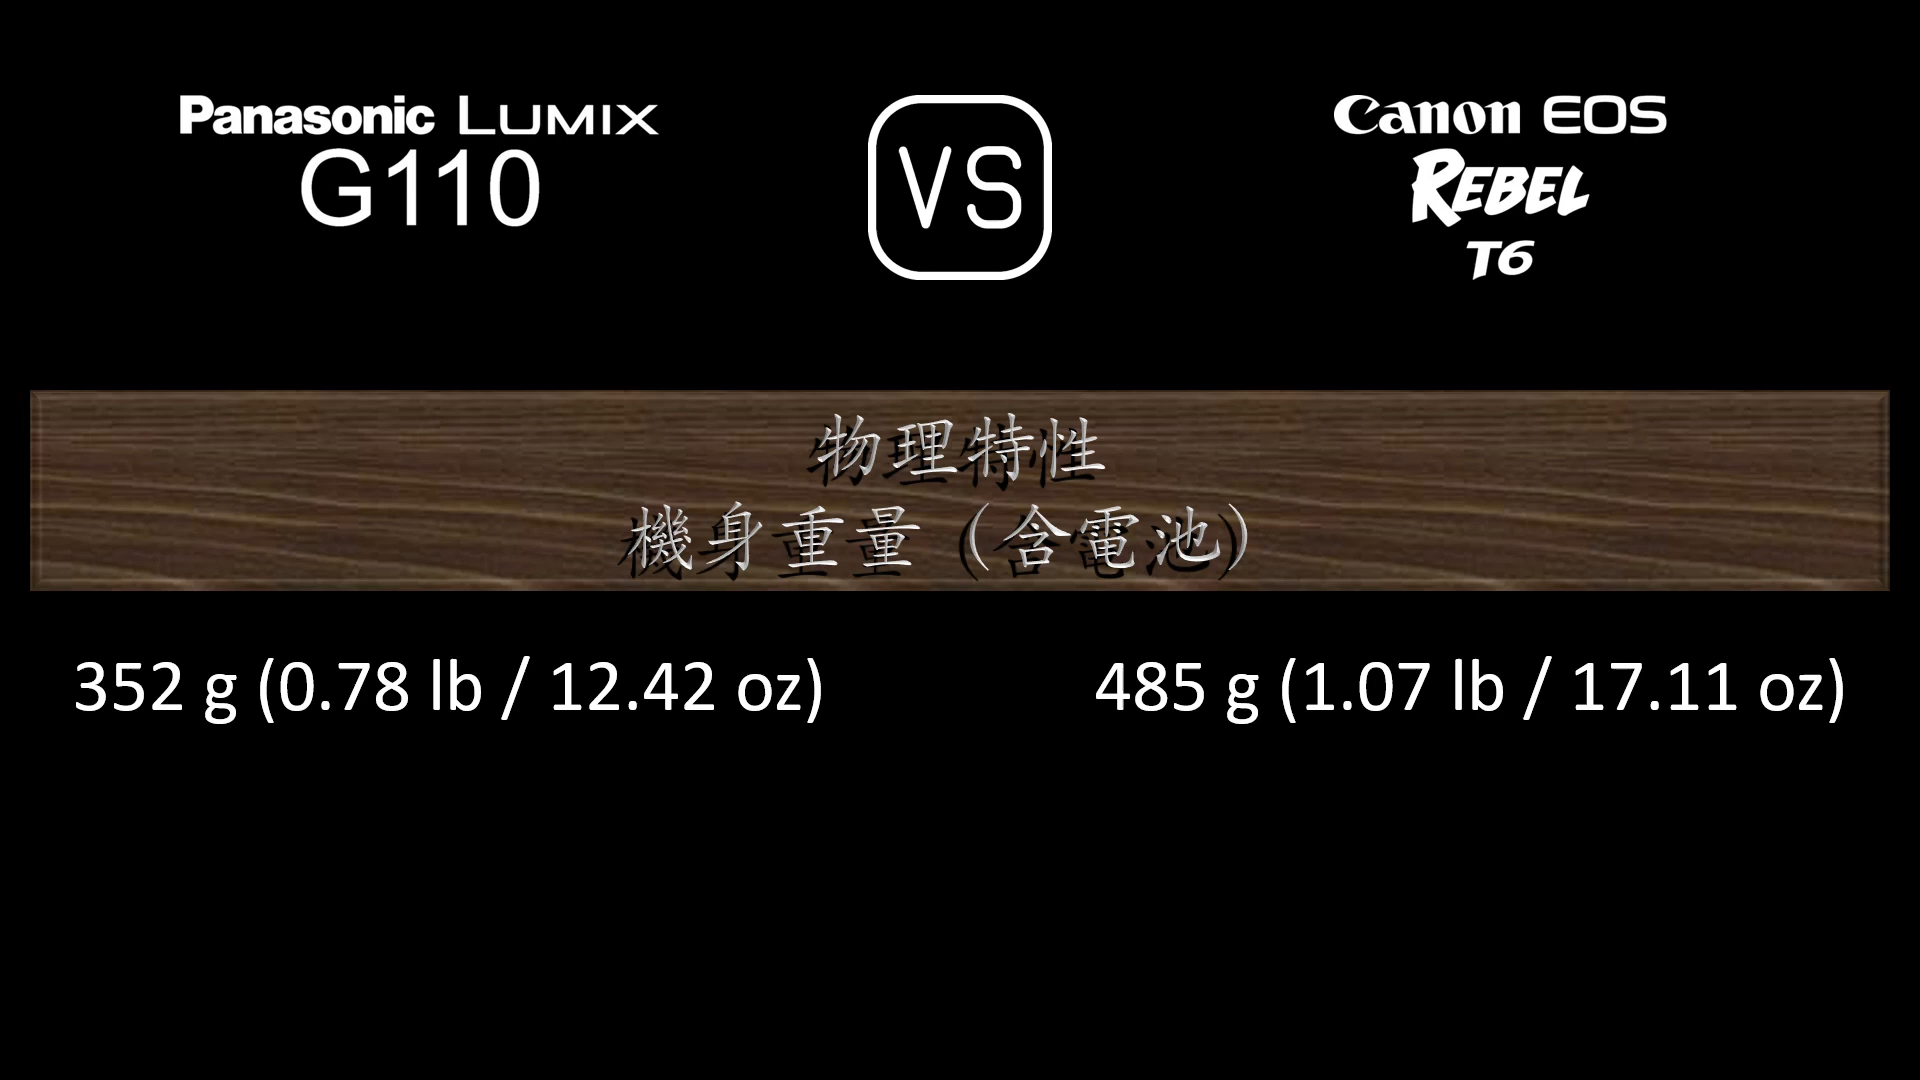 Panasonic LUMIX
G110
VS
Canon EOS
REBEL
T6
物理特性
機身重量（含電池）
352 g (0.78 lb / 12.42 oz)
485 g (1.07 lb / 17.11 oz)